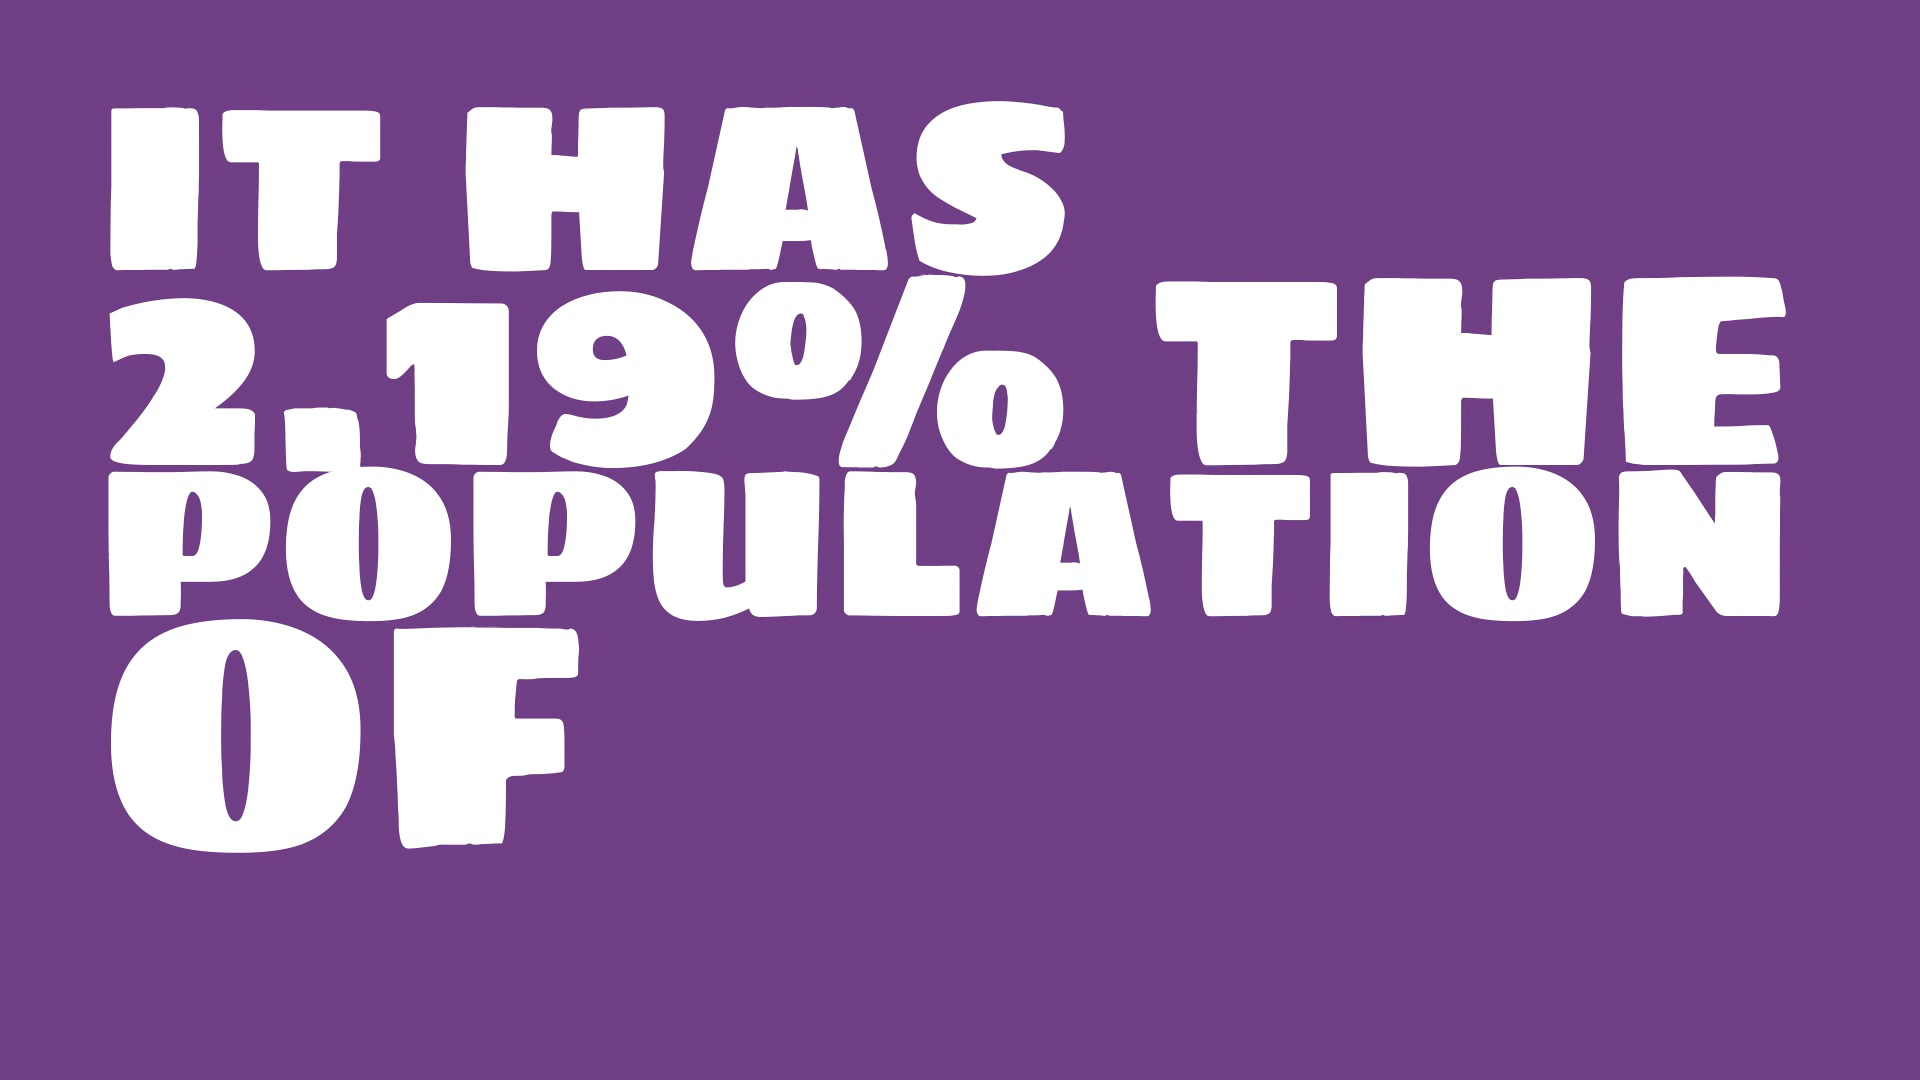 IT HAS
2,19% THE
POPULATION
OF